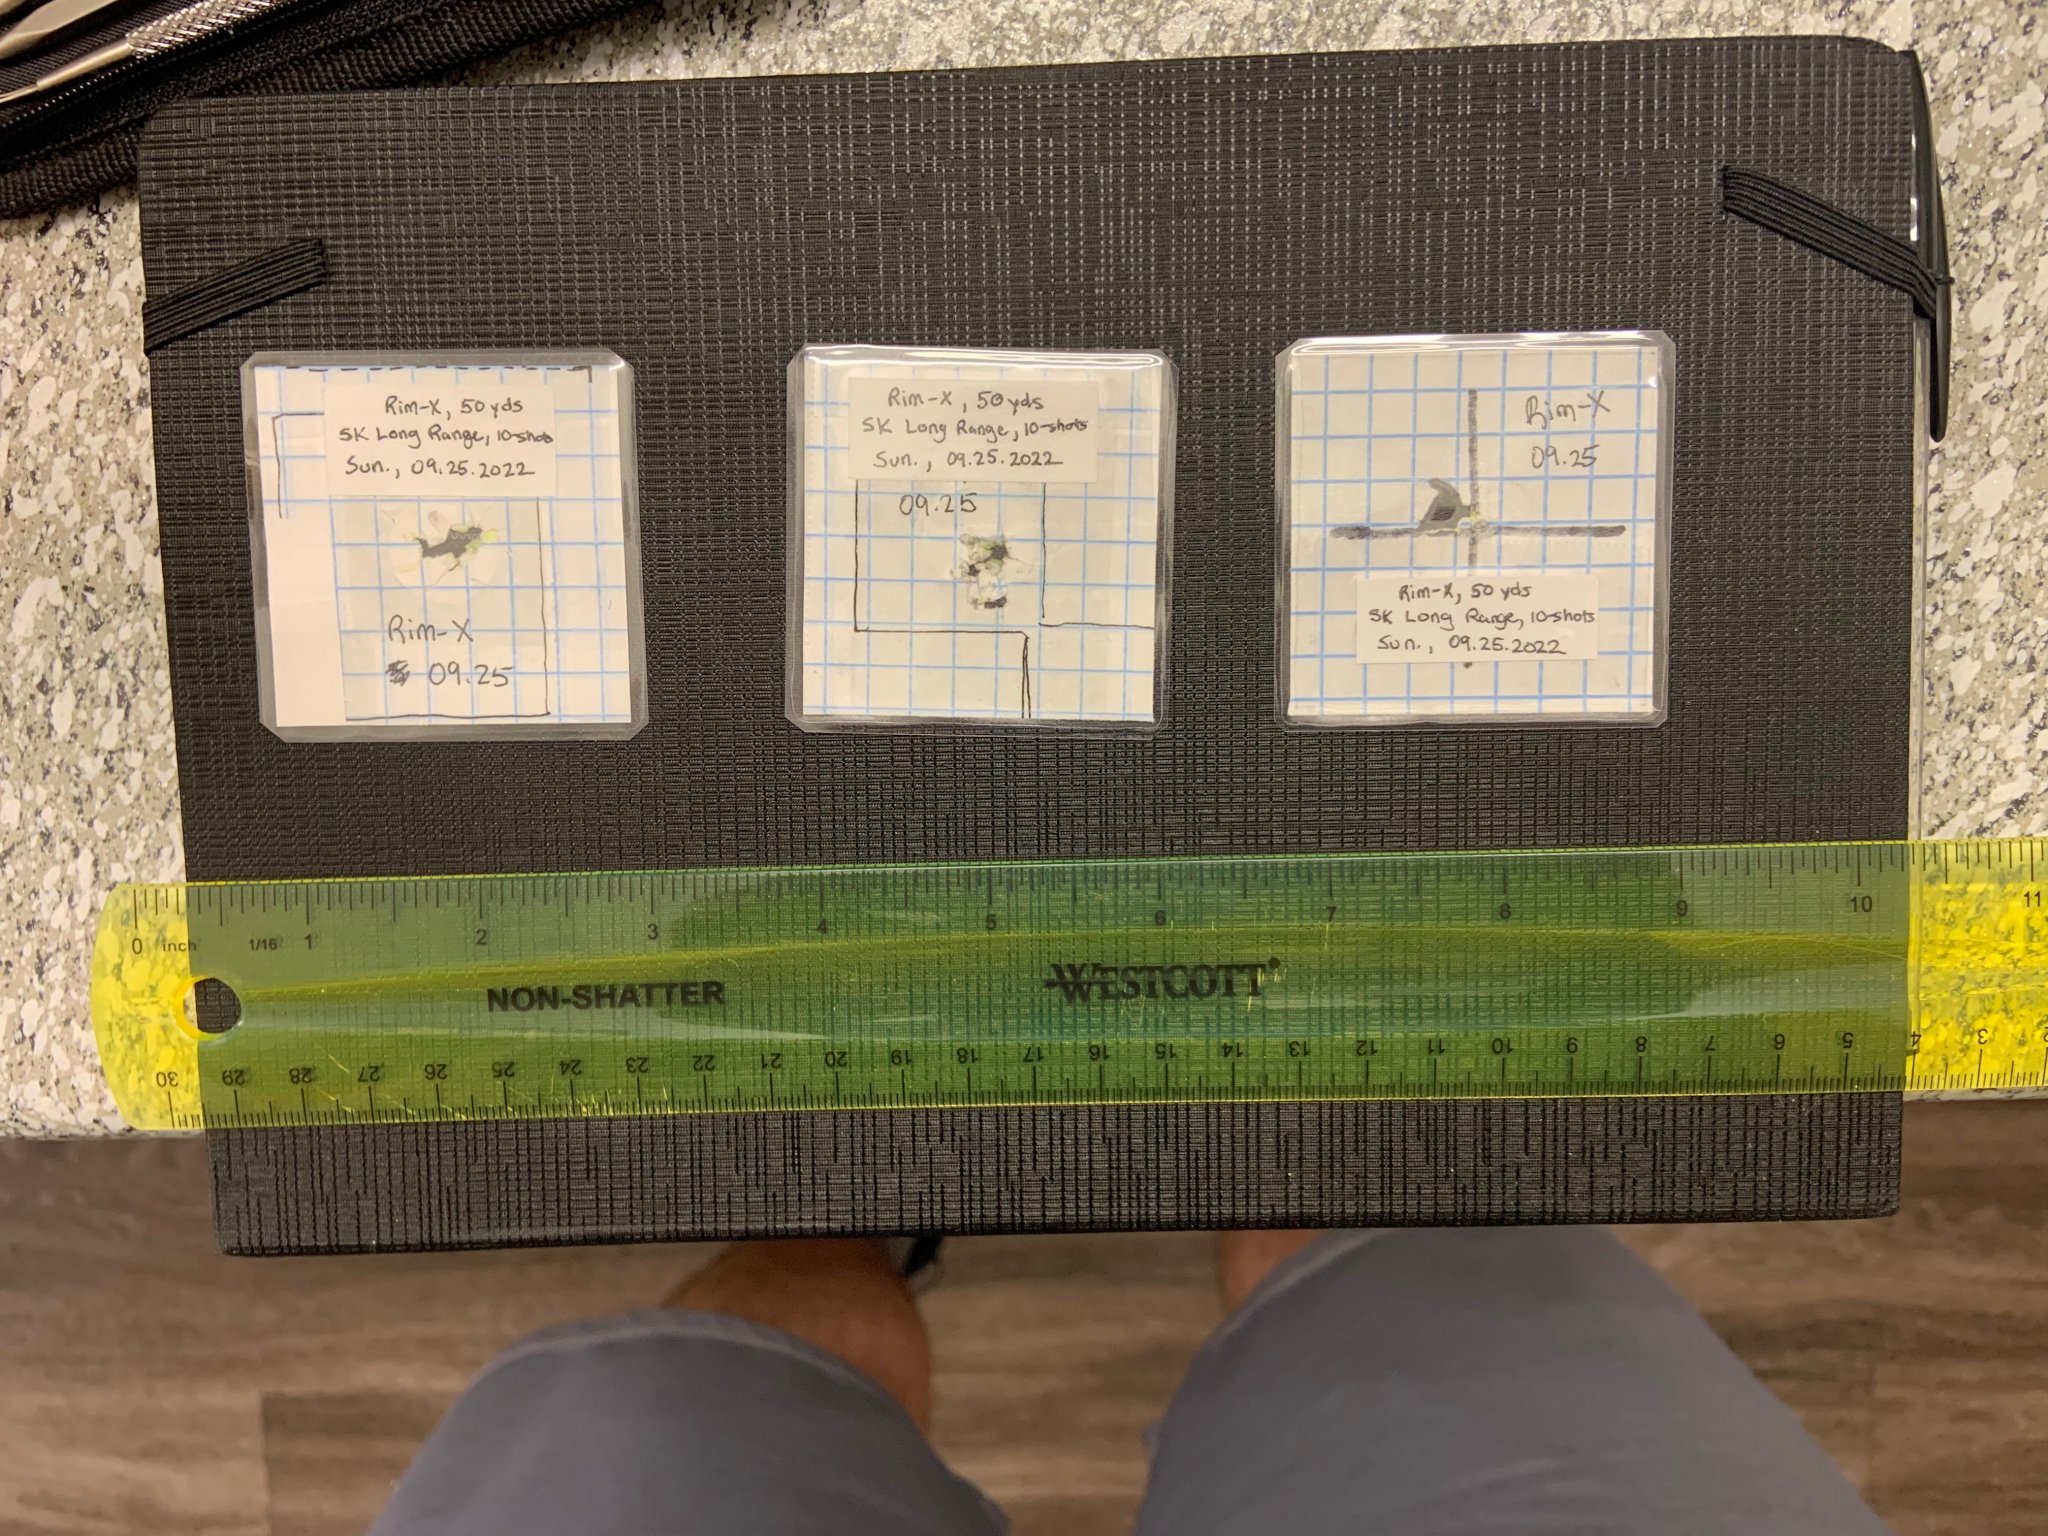 Rim-X, 50 yds
SK Long Range, 10-shots
Sun., 09.25.2022
Rim-X
09.25
Rim-X, 50 yds
SK Long Range, 10-shots
Sun., 09.25.2022
09.25
Rim-X
09.25
Rim-X, 50 yds
SK Long Range, 10-shots
Sun., 09.25.2022
0 inch 1/16 1 2 3 4 5 6 7 8 9 10 11
NON-SHATTER WESTCOTT®
30 29 28 27 26 25 24 23 22 21 20 19 18 17 16 15 14 13 12 11 10 9 8 7 6 5 4 3 2